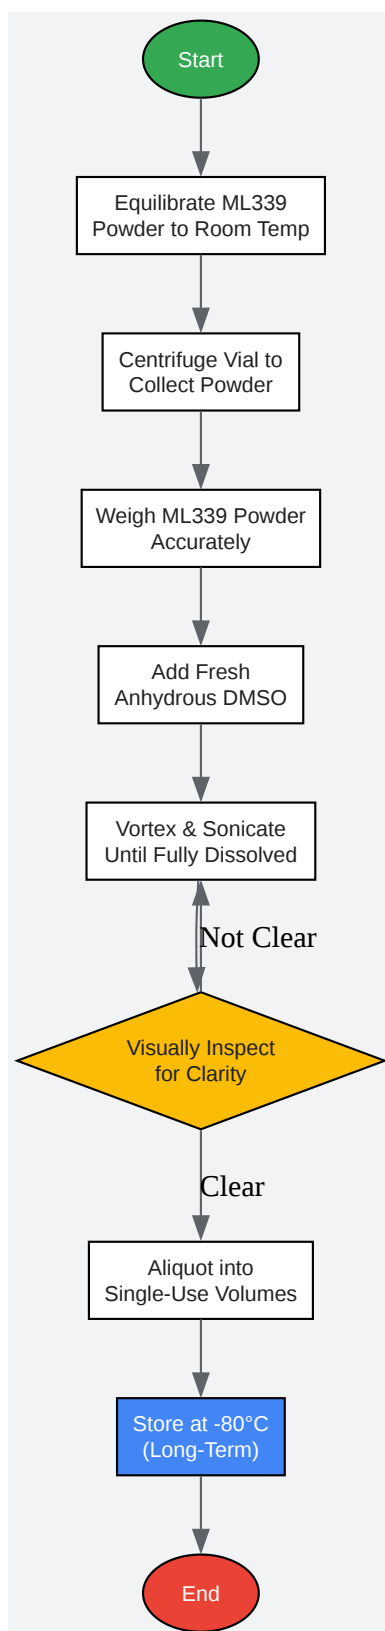 Start
Equilibrate ML339
Powder to Room Temp
Centrifuge Vial to
Collect Powder
Weigh ML339 Powder
Accurately
Add Fresh
Anhydrous DMSO
Vortex & Sonicate
Until Fully Dissolved
Not Clear
Visually Inspect
for Clarity
Clear
Aliquot into
Single-Use Volumes
Store at -80°C
(Long-Term)
End